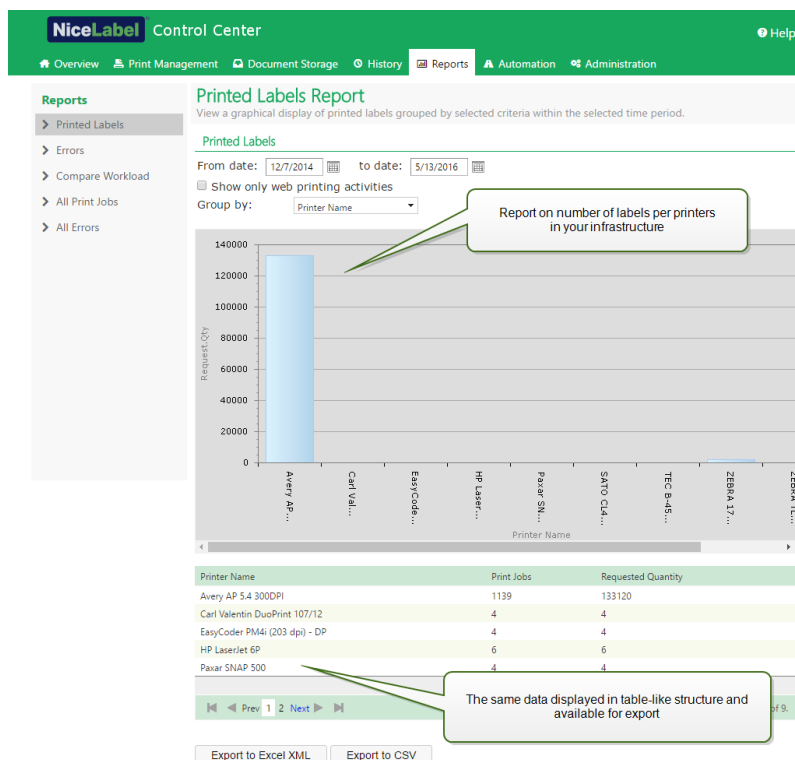 NiceLabel Control Center
Help
Overview Print Management Document Storage History Reports Automation Administration
Reports
Printed Labels
Errors
Compare Workload
All Print Jobs
All Errors
Printed Labels Report
View a graphical display of printed labels grouped by selected criteria within the selected time period.
Printed Labels
From date: 12/7/2014 to date: 5/13/2016
Show only web printing activities
Group by: Printer Name
Report on number of labels per printers
in your infrastructure
140000
120000
100000
80000
60000
40000
20000
0
Request.Qty
Avery AP...
Carl Val...
EasyCode...
HP Laser...
Paxar SN...
SATO CL4...
TEC B-45...
ZEBRA 17...
ZEBRA TL...
Printer Name
Printer Name Print Jobs Requested Quantity
Avery AP 5.4 300DPI 1139 133120
Carl Valentin DuoPrint 107/12 4 4
EasyCoder PM4i (203 dpi) - DP 4 4
HP LaserJet 6P 6 6
Paxar SNAP 500 4 4
The same data displayed in table-like structure and
available for export
Prev 1 2 Next
of 9.
Export to Excel XML Export to CSV